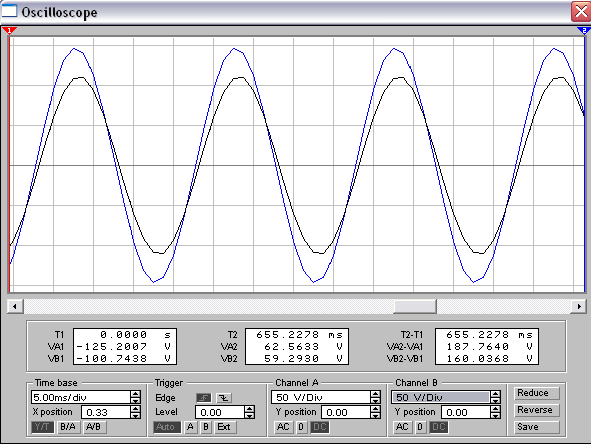 Oscilloscope
1 2
T1 0.0000 s T2 655.2278 ms T2-T1 655.2278 ms
VA1 -125.2007 V VA2 62.5633 V VA2-VA1 187.7640 V
VB1 -100.7438 V VB2 59.2930 V VB2-VB1 160.0368 V
Time base Trigger Channel A Channel B
5.00ms/div Edge 50 V/Div 50 V/Div Reduce
X position 0.33 Level 0.00 Y position 0.00 Y position 0.00 Reverse
Y/T B/A A/B Auto A B Ext AC 0 DC AC 0 DC Save